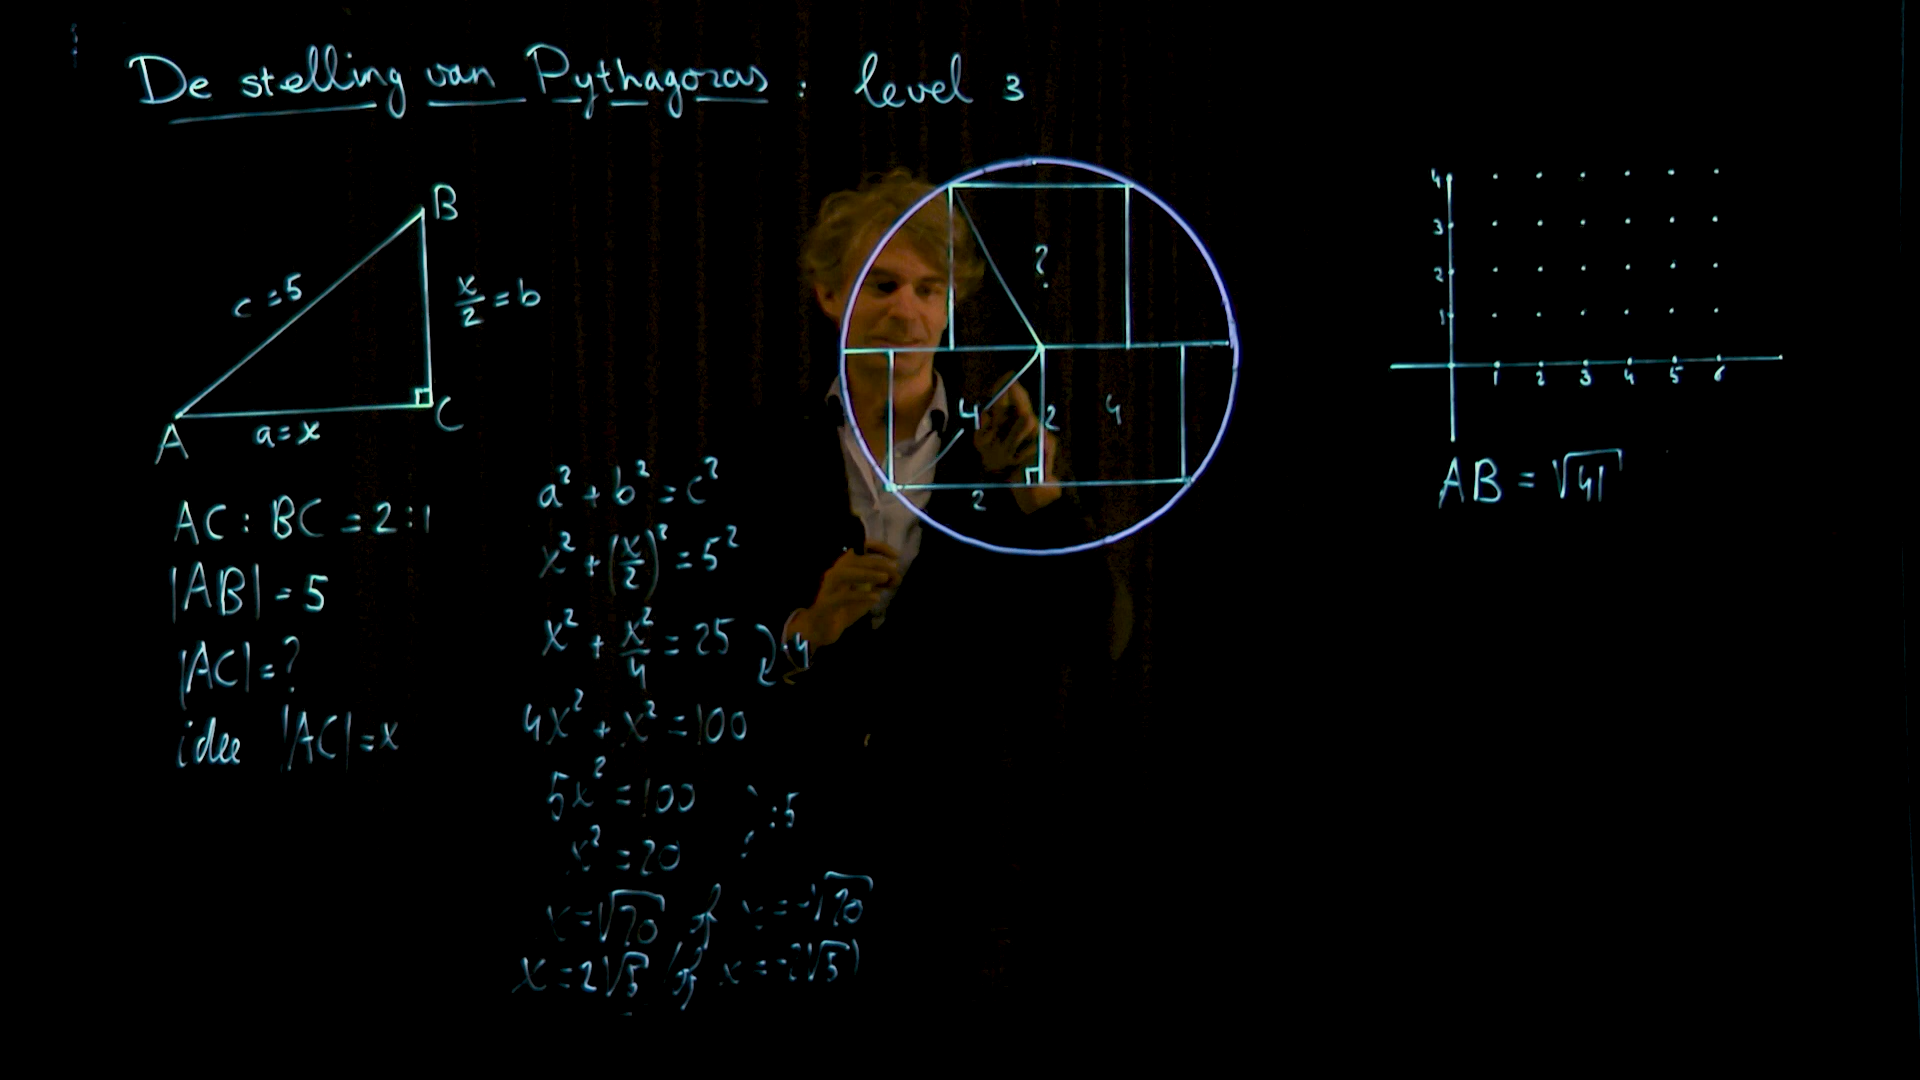 De stelling van Pythagoras : level 3
B
c = 5
x/2 = b
A
a = x
C
AC : BC = 2 : 1
|AB| = 5
|AC| = ?
idee |AC| = x
a² + b² = c²
x² + (x/2)² = 5²
x² + x²/4 = 25 ·4
4x² + x² = 100
5x² = 100 :5
x² = 20
x = √20 of x = -√20
x = 2√5 (of x = -2√5)
?
4 2 4
2
4
3
2
1
1 2 3 4 5 6
AB = √41